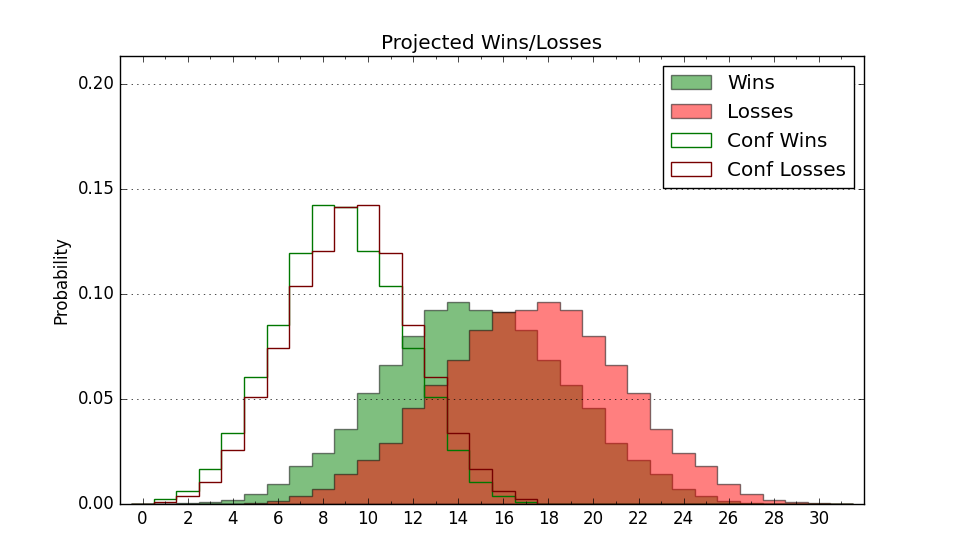 Projected Wins/Losses
0.20
0.15
0.10
0.05
0.00
Probability
Wins
Losses
Conf Wins
Conf Losses
0 2 4 6 8 10 12 14 16 18 20 22 24 26 28 30